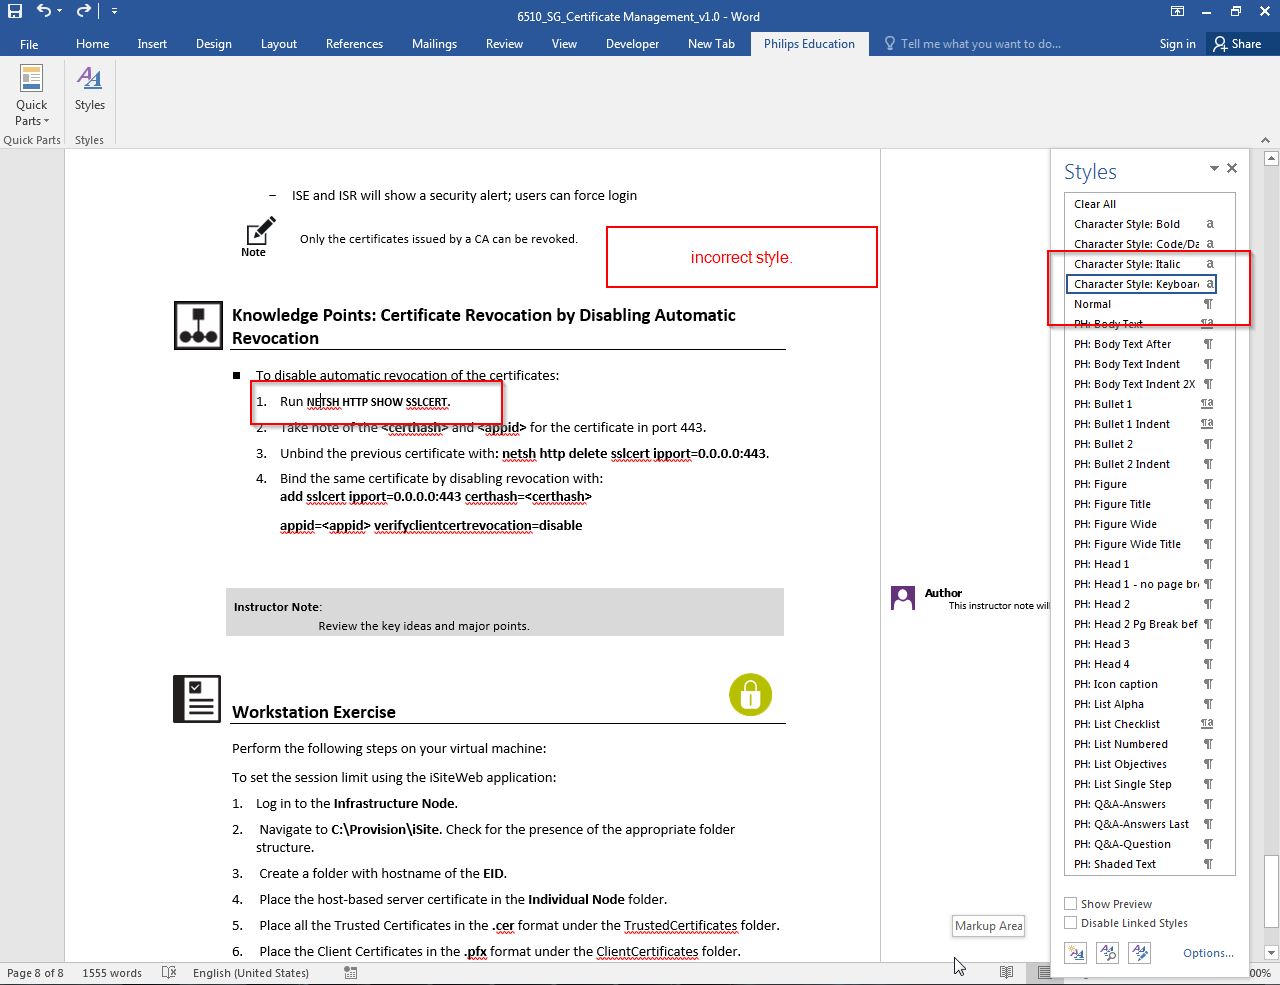 6510_SG_Certificate Management_v1.0 - Word
File Home Insert Design Layout References Mailings Review View Developer New Tab Philips Education Tell me what you want to do... Sign in Share
Quick Parts
Styles
Quick Parts Styles
– ISE and ISR will show a security alert; users can force login
Note
Only the certificates issued by a CA can be revoked.
incorrect style.
Knowledge Points: Certificate Revocation by Disabling Automatic
Revocation
■ To disable automatic revocation of the certificates:
1. Run NETSH HTTP SHOW SSLCERT.
2. Take note of the <certhash> and <appid> for the certificate in port 443.
3. Unbind the previous certificate with: netsh http delete sslcert ipport=0.0.0.0:443.
4. Bind the same certificate by disabling revocation with:
add sslcert ipport=0.0.0.0:443 certhash=<certhash>
appid=<appid> verifyclientcertrevocation=disable
Instructor Note:
Review the key ideas and major points.
Author
This instructor note will
Workstation Exercise
Perform the following steps on your virtual machine:
To set the session limit using the iSiteWeb application:
1. Log in to the Infrastructure Node.
2. Navigate to C:\Provision\iSite. Check for the presence of the appropriate folder
structure.
3. Create a folder with hostname of the EID.
4. Place the host-based server certificate in the Individual Node folder.
5. Place all the Trusted Certificates in the .cer format under the TrustedCertificates folder.
6. Place the Client Certificates in the .pfx format under the ClientCertificates folder.
Markup Area
Styles
Clear All
Character Style: Bold a
Character Style: Code/Da a
Character Style: Italic a
Character Style: Keyboar a
Normal ¶
PH: Body Text ¶a
PH: Body Text After ¶
PH: Body Text Indent ¶
PH: Body Text Indent 2X ¶
PH: Bullet 1 ¶a
PH: Bullet 1 Indent ¶a
PH: Bullet 2 ¶
PH: Bullet 2 Indent ¶
PH: Figure ¶
PH: Figure Title ¶
PH: Figure Wide ¶
PH: Figure Wide Title ¶
PH: Head 1 ¶
PH: Head 1 - no page bre ¶
PH: Head 2 ¶
PH: Head 2 Pg Break bef ¶
PH: Head 3 ¶
PH: Head 4 ¶
PH: Icon caption ¶
PH: List Alpha ¶
PH: List Checklist ¶a
PH: List Numbered ¶
PH: List Objectives ¶
PH: List Single Step ¶
PH: Q&A-Answers ¶
PH: Q&A-Answers Last ¶
PH: Q&A-Question ¶
PH: Shaded Text ¶
Show Preview
Disable Linked Styles
Options...
Page 8 of 8 1555 words English (United States) 00%